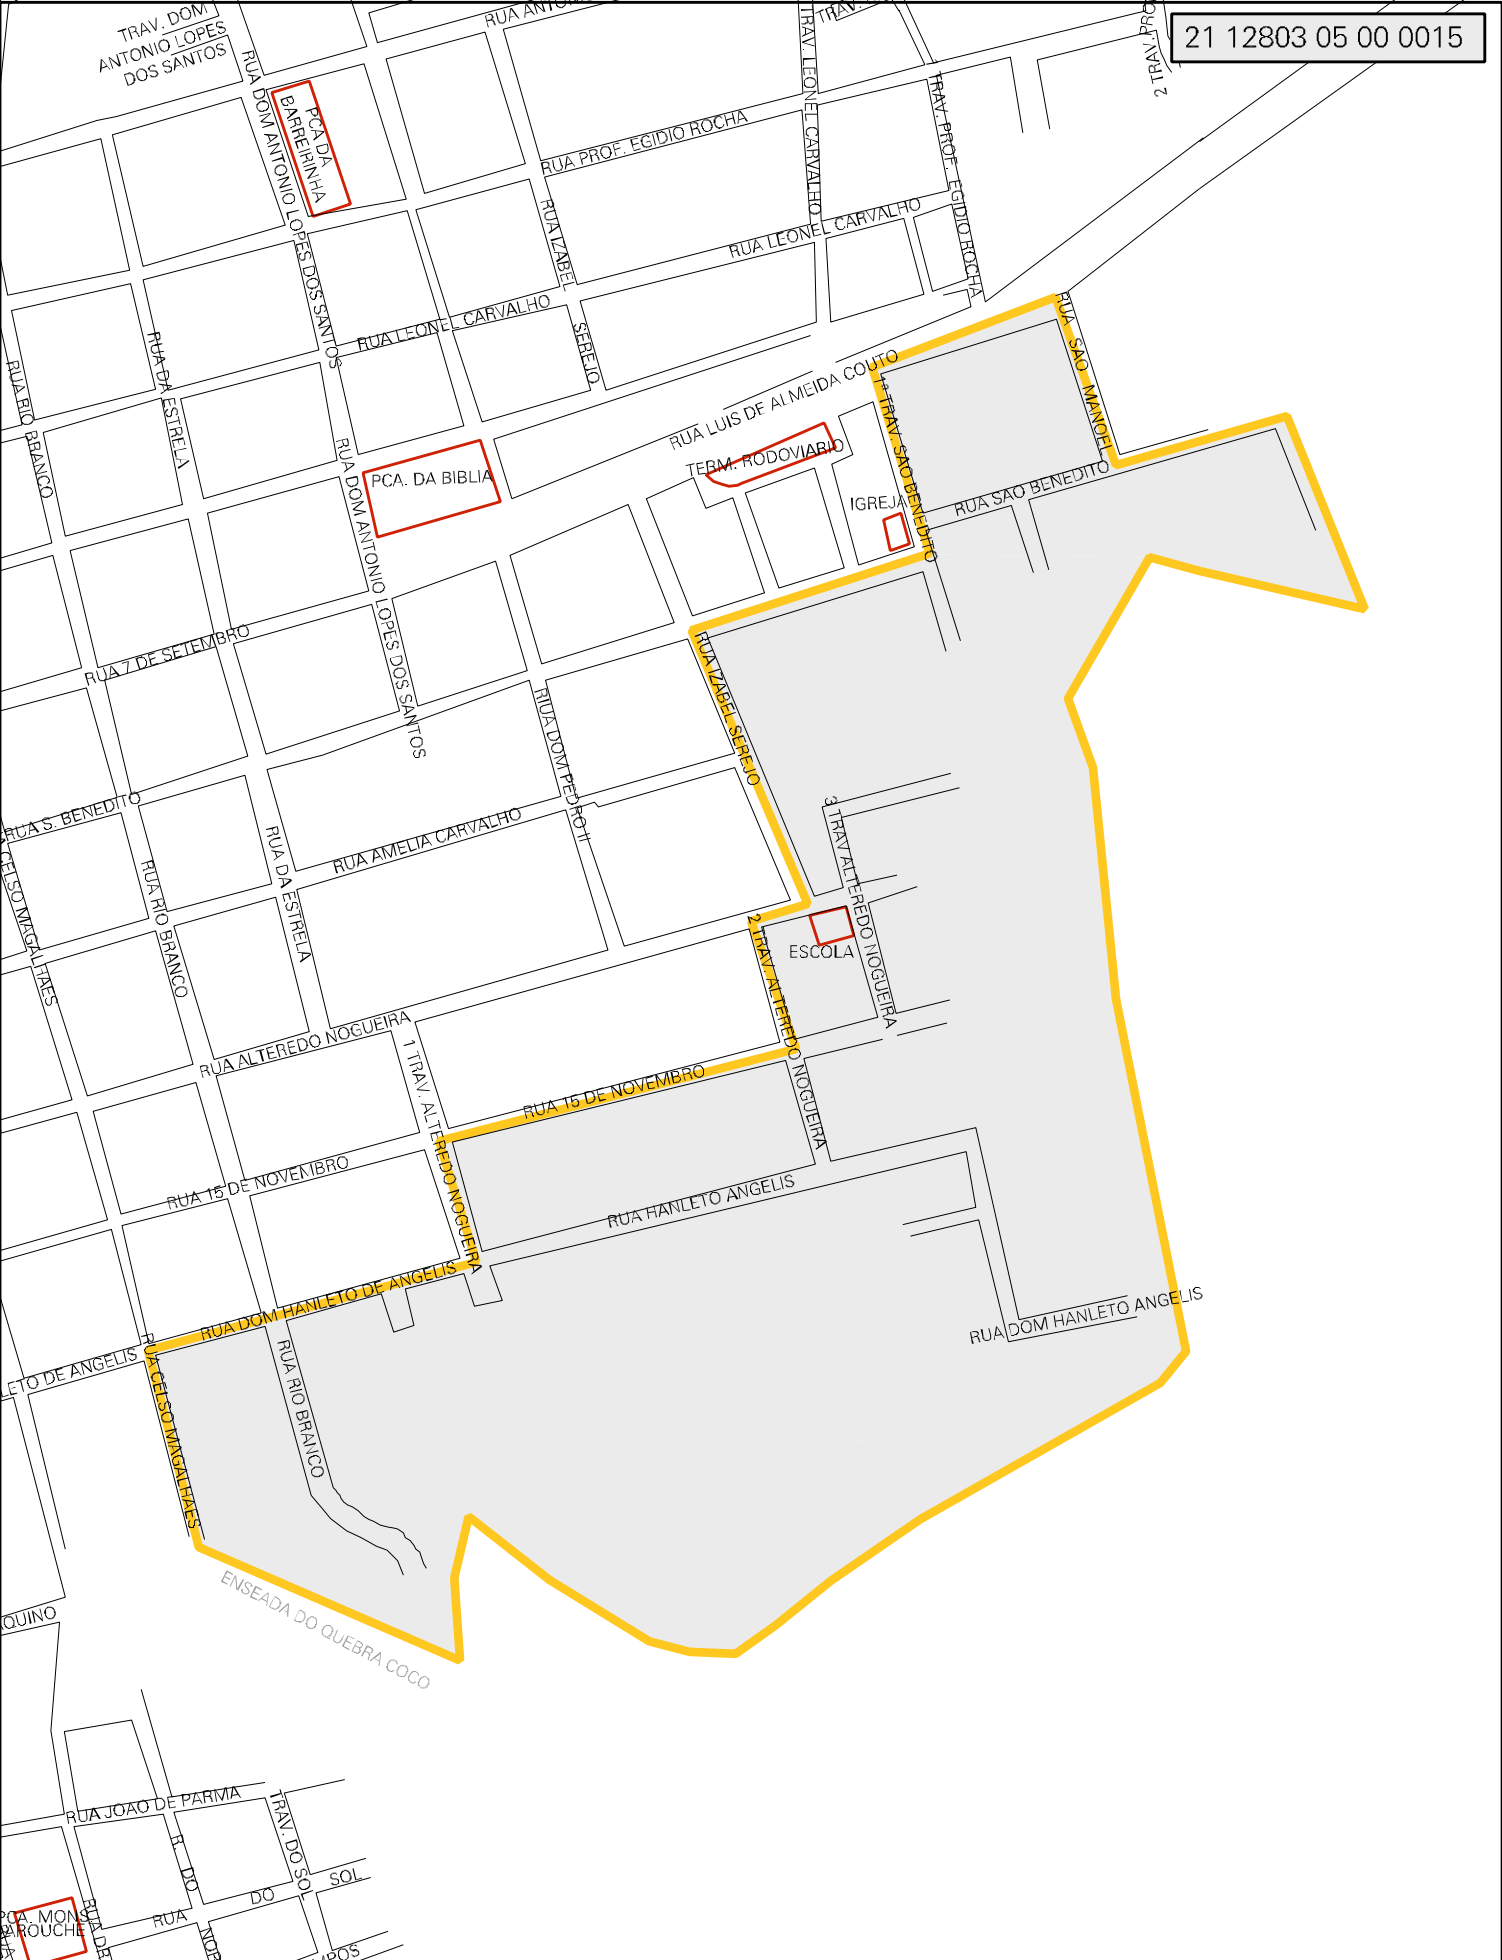 TRAV. DOM
ANTONIO LOPES
DOS SANTOS
21 12803 05 00 0015
RUA DOM ANTONIO LOPES DOS SANTOS
PCA DA
BARREIRINHA
RUA PROF. EGIDIO ROCHA
TRAV. LEONEL CARVALHO
TRAV. PROF. EGIDIO ROCHA
RUA IZABEL
SEREJO
RUA LEONEL CARVALHO
RUA LEONEL CARVALHO
RUA RIO BRANCO
RUA DA ESTRELA
RUA LUIS DE ALMEIDA COUTO
RUA SAO MANOEL
1ª TRAV. SAO BENEDITO
TERM. RODOVIARIO
PCA. DA BIBLIA
IGREJA
RUA SAO BENEDITO
RUA DOM ANTONIO LOPES DOS SANTOS
RUA 7 DE SETEMBRO
RUA IZABEL SEREJO
RIUA DOM PEDRO II
RUA S. BENEDITO
RUA AMELIA CARVALHO
3 TRAV ALTEREDO NOGUEIRA
CELSO MAGALHAES
RUA RIO BRANCO
RUA DA ESTRELA
2 TRAV. ALTEREDO NOGUEIRA
ESCOLA
RUA ALTEREDO NOGUEIRA
1 TRAV. ALTEREDO NOGUEIRA
RUA 15 DE NOVEMBRO
RUA 15 DE NOVEMBRO
RUA HANLETO ANGELIS
RUA DOM HANLETO DE ANGELIS
RUA DOM HANLETO ANGELIS
LETO DE ANGELIS
RUA CELSO MAGALHAES
RUA RIO BRANCO
ENSEADA DO QUEBRA COCO
QUINO
RUA JOAO DE PARMA
TRAV. DO SOL
R. DO
RUA DO SOL
PCA. MONS
AROUCHE
RUA DE